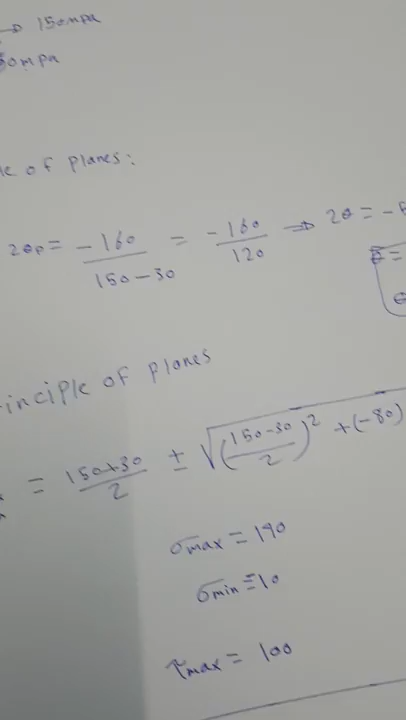 → 150mpa
30mpa
le of planes:
2θp = -160/150-30 = -160/120 ⇒ 2θ = -
θ =
inciple of planes
= 150+30/2 ± √(150-30/2)² + (-80)
σmax = 190
σmin = -10
τmax = 100